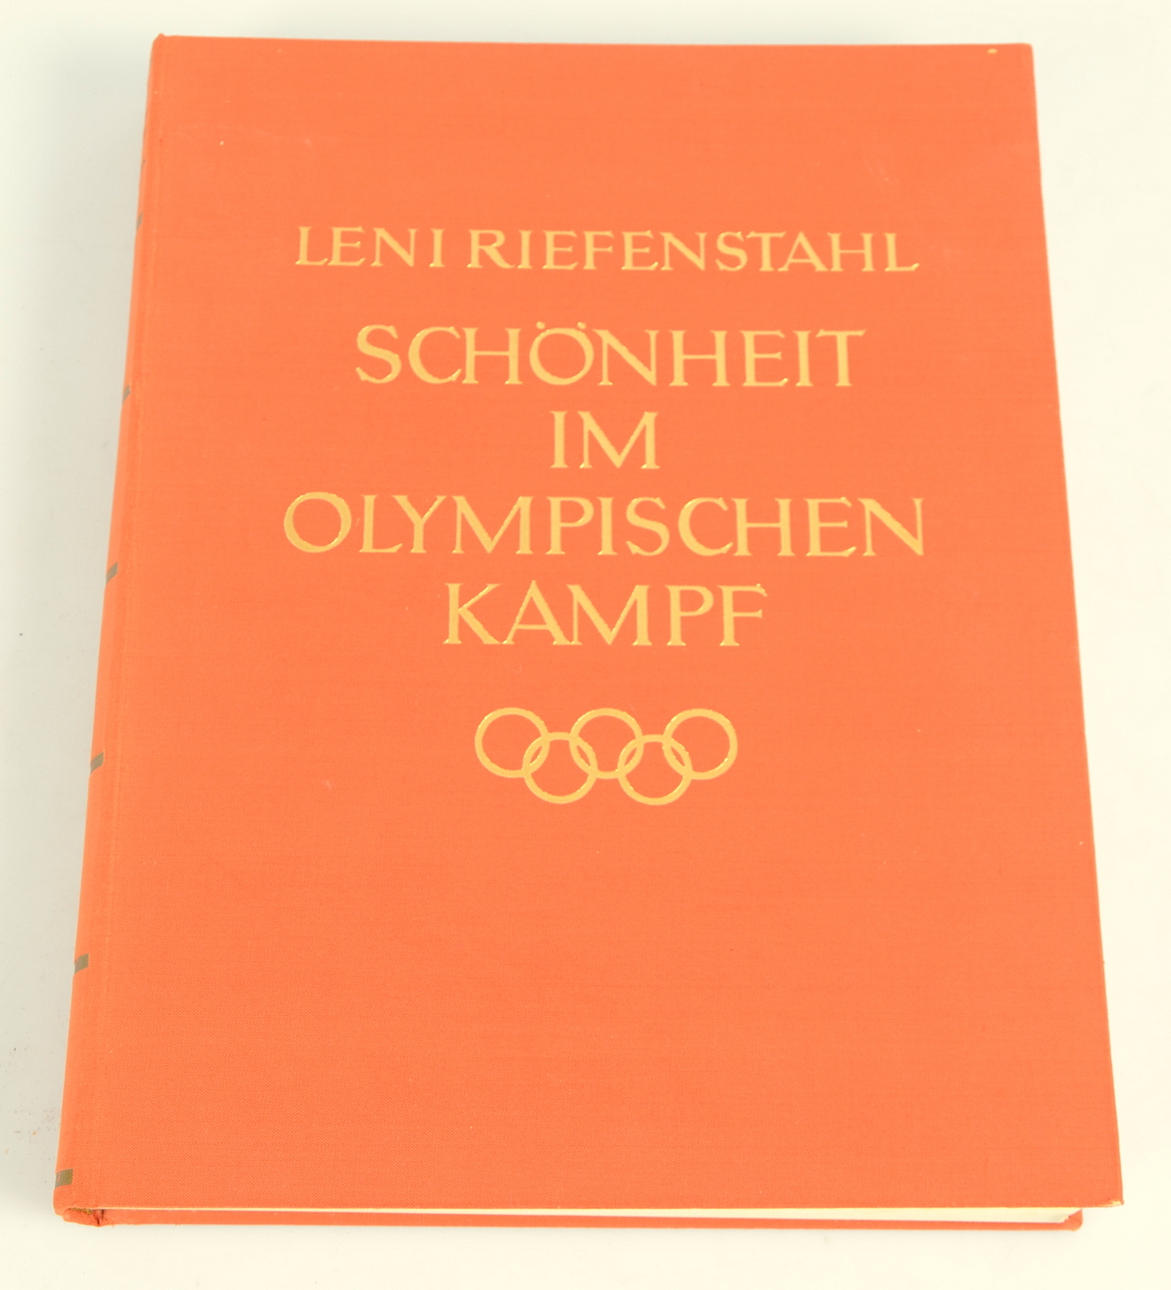 LENI RIEFENSTAHL
SCHÖNHEIT
IM
OLYMPISCHEN
KAMPF